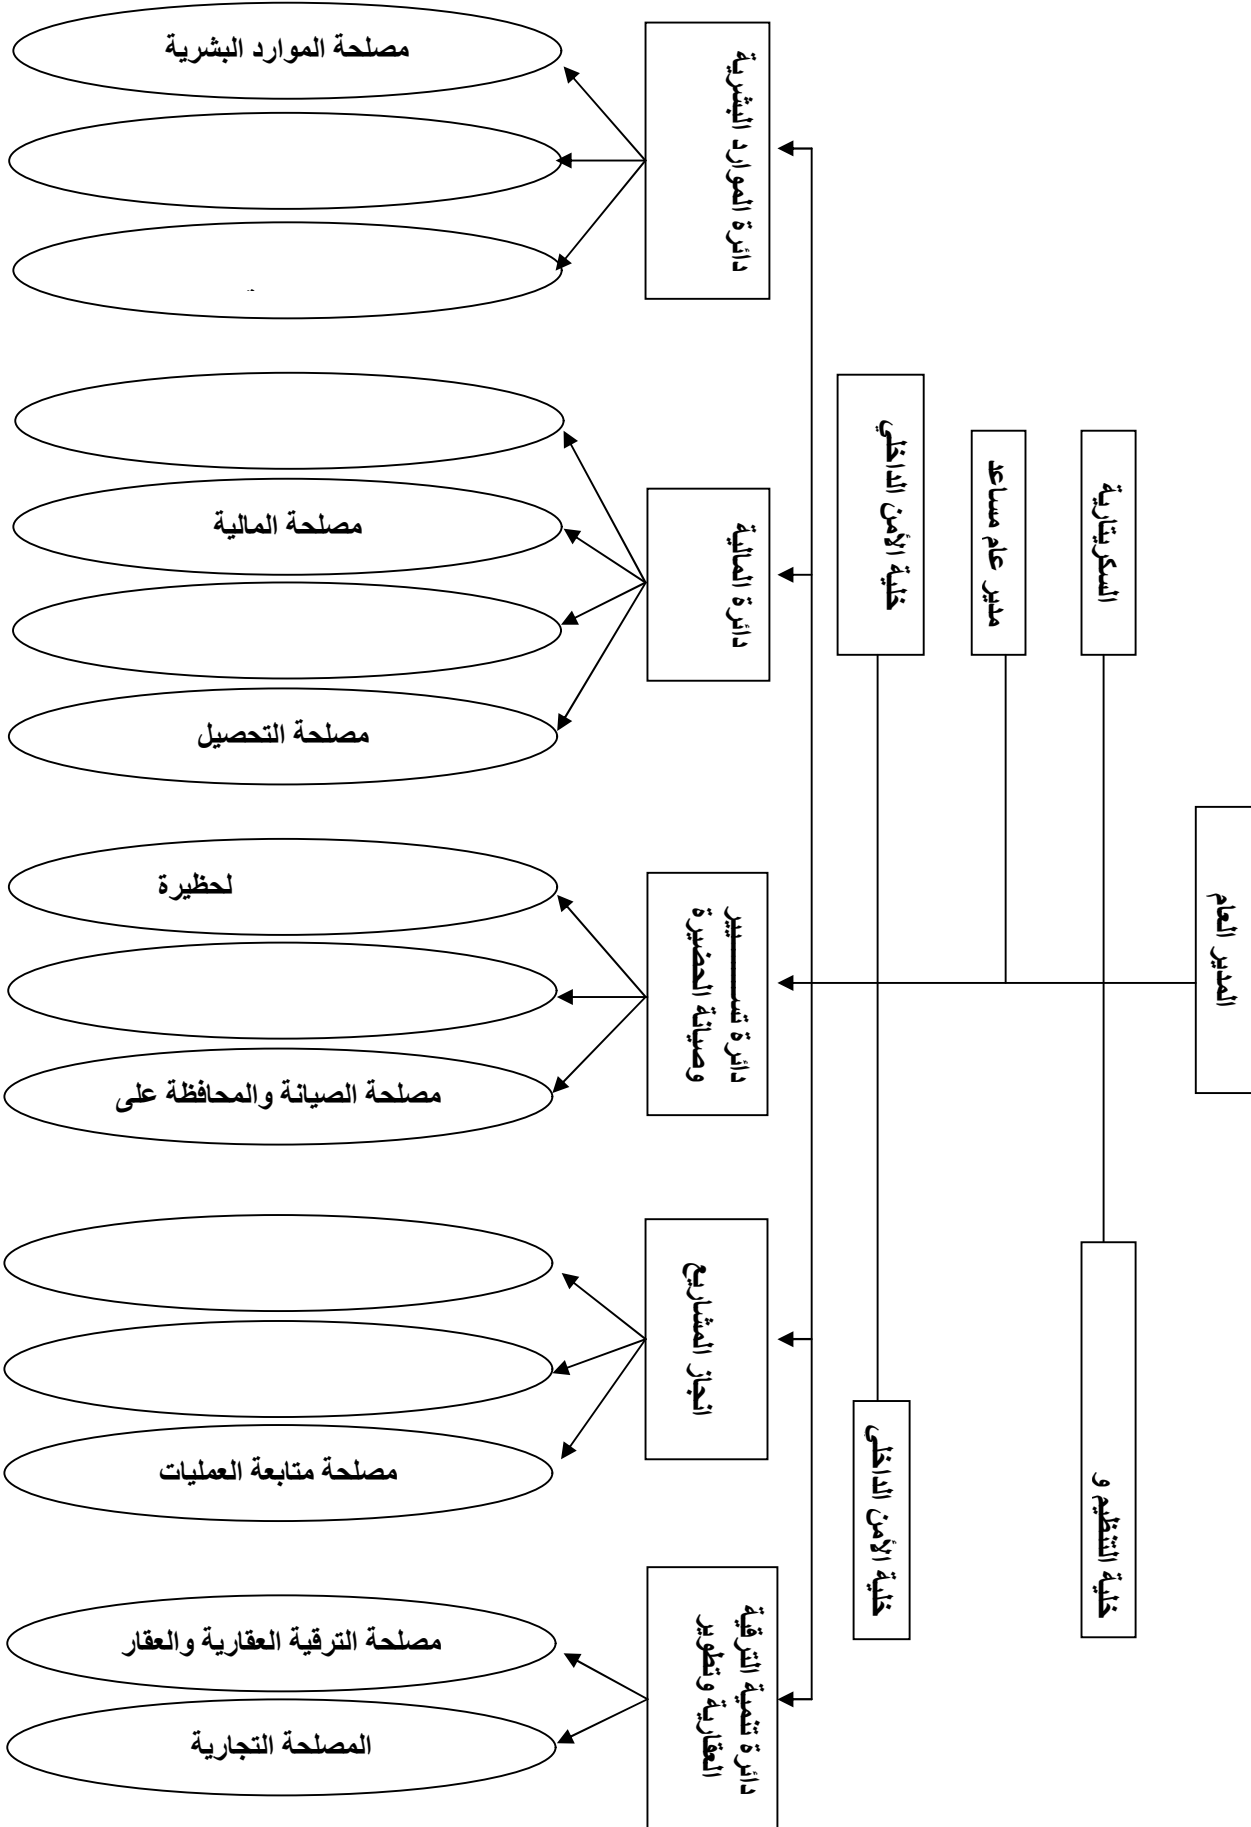 المدير العام
السكريتارية
خلية التنظيم و
مدير عام مساعد
خلية الأمن الداخلي
خلية الأمن الداخلي
دائرة الموارد البشرية
دائرة المالية
دائرة تســــــــيير
وصيانة الحضيرة
انجاز المشاريع
دائرة تنمية الترقية
العقارية وتطوير
مصلحة الموارد البشرية
مصلحة المالية
مصلحة التحصيل
لحظيرة
مصلحة الصيانة والمحافظة على
مصلحة متابعة العمليات
مصلحة الترقية العقارية والعقار
المصلحة التجارية